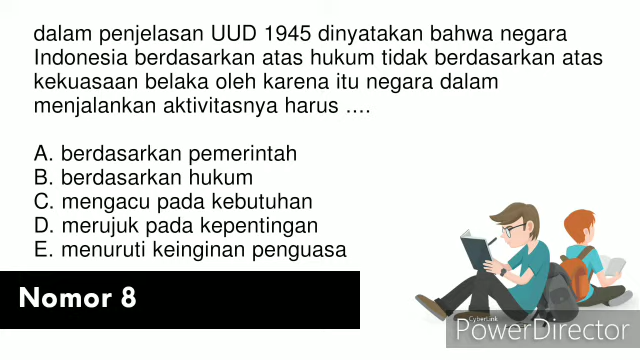 dalam penjelasan UUD 1945 dinyatakan bahwa negara
Indonesia berdasarkan atas hukum tidak berdasarkan atas
kekuasaan belaka oleh karena itu negara dalam
menjalankan aktivitasnya harus ....
A. berdasarkan pemerintah
B. berdasarkan hukum
C. mengacu pada kebutuhan
D. merujuk pada kepentingan
E. menuruti keinginan penguasa
Nomor 8
CyberLink
PowerDirector